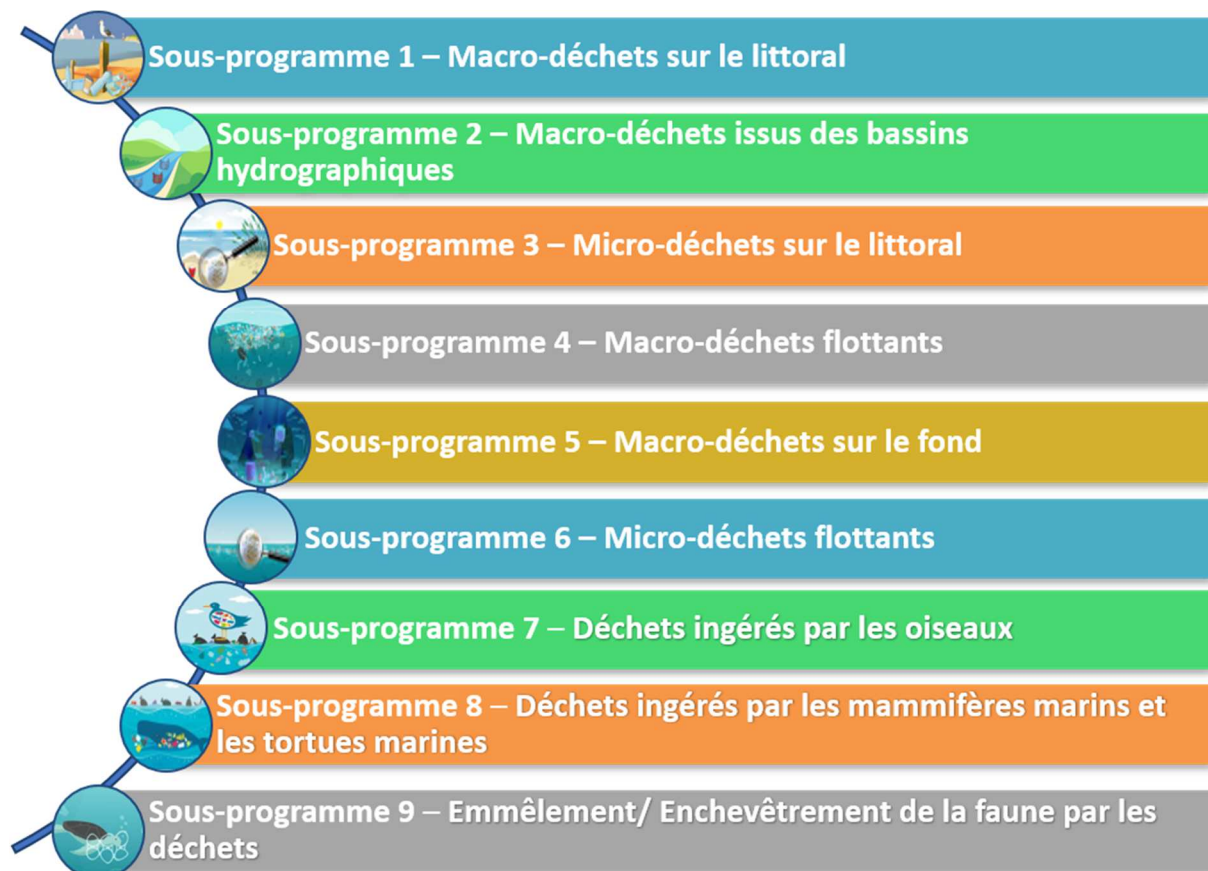 Sous-programme 1 – Macro-déchets sur le littoral
Sous-programme 2 – Macro-déchets issus des bassins
hydrographiques
Sous-programme 3 – Micro-déchets sur le littoral
Sous-programme 4 – Macro-déchets flottants
Sous-programme 5 – Macro-déchets sur le fond
Sous-programme 6 – Micro-déchets flottants
Sous-programme 7 – Déchets ingérés par les oiseaux
Sous-programme 8 – Déchets ingérés par les mammifères marins et
les tortues marines
Sous-programme 9 – Emmêlement/ Enchevêtrement de la faune par les
déchets